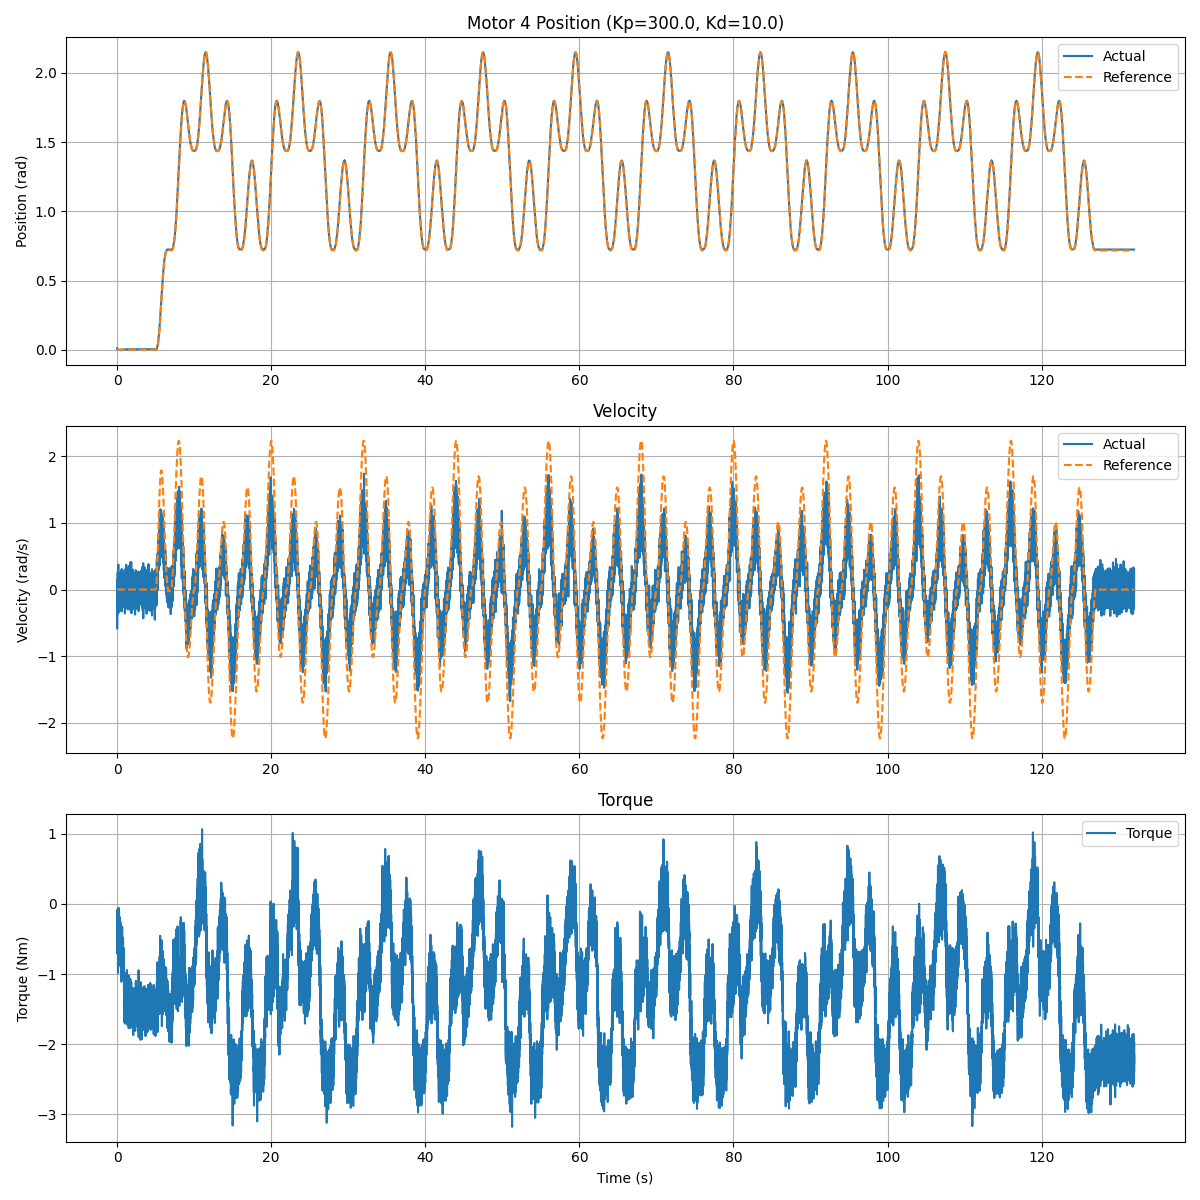 Motor 4 Position (Kp=300.0, Kd=10.0)
Actual
Reference
Position (rad)
2.0
1.5
1.0
0.5
0.0
0 20 40 60 80 100 120
Velocity
Actual
Reference
Velocity (rad/s)
2
1
0
−1
−2
0 20 40 60 80 100 120
Torque
Torque
Torque (Nm)
1
0
−1
−2
−3
0 20 40 60 80 100 120
Time (s)